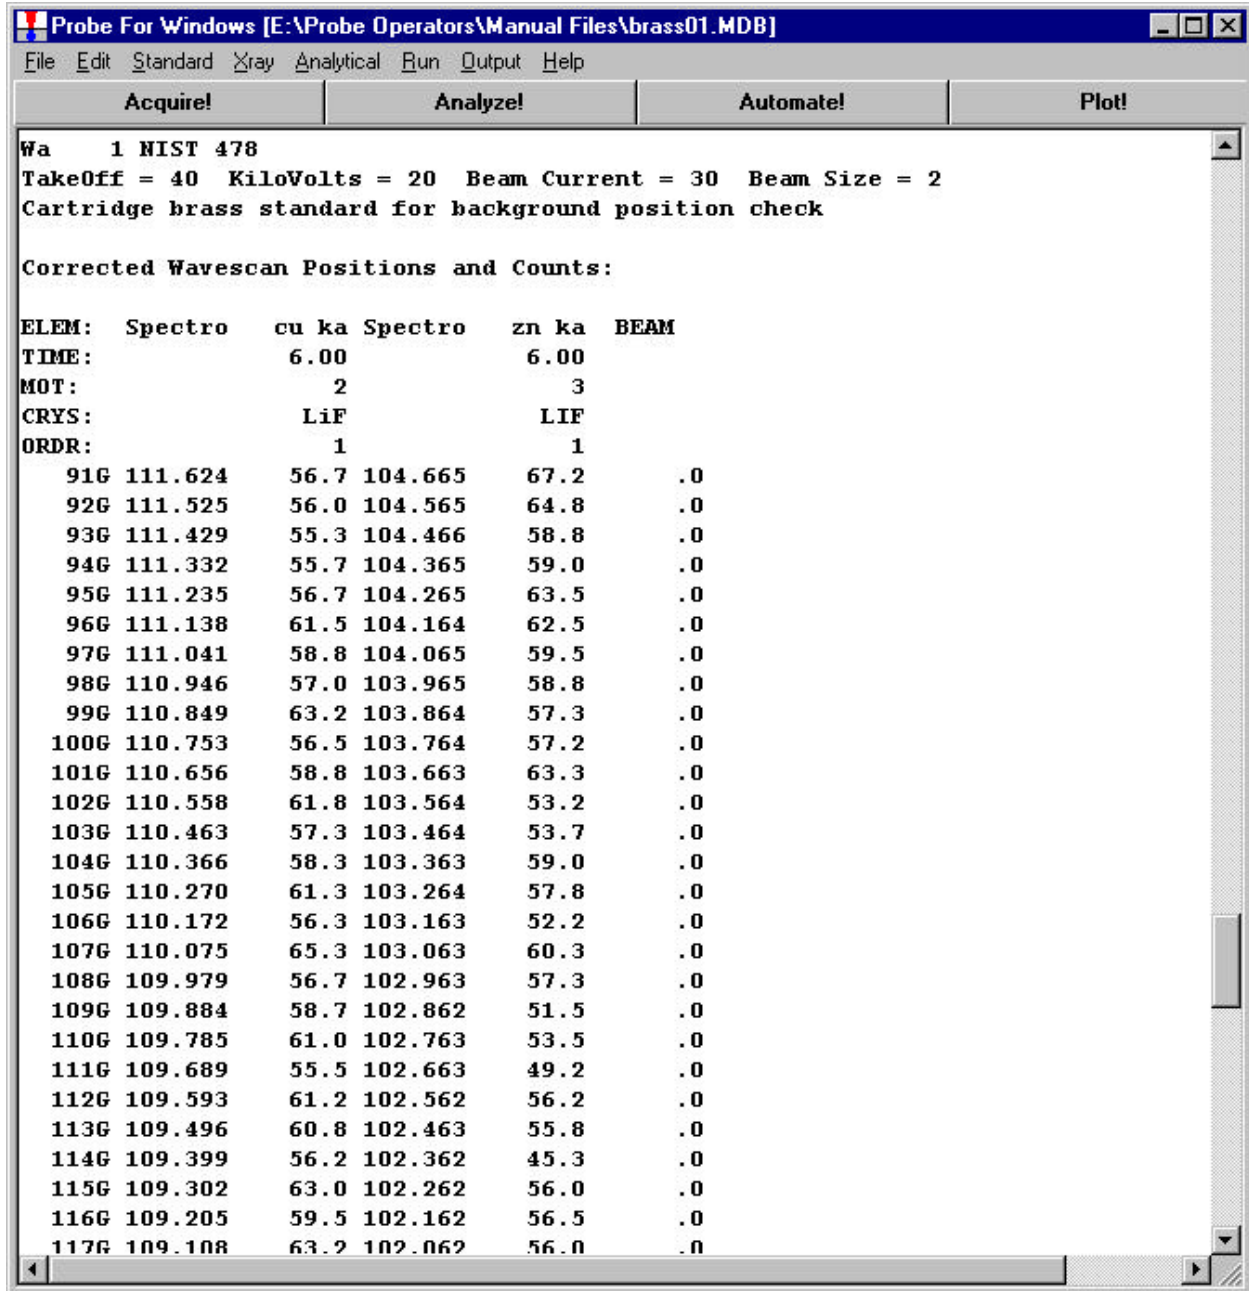 Probe For Windows [E:\Probe Operators\Manual Files\brass01.MDB]
File Edit Standard Xray Analytical Run Output Help
Acquire! Analyze! Automate! Plot!
Wa 1 NIST 478
TakeOff = 40 KiloVolts = 20 Beam Current = 30 Beam Size = 2
Cartridge brass standard for background position check
Corrected Wavescan Positions and Counts:
ELEM: Spectro cu ka Spectro zn ka BEAM
TIME: 6.00 6.00
MOT: 2 3
CRYS: LiF LIF
ORDR: 1 1
91G 111.624 56.7 104.665 67.2 .0
92G 111.525 56.0 104.565 64.8 .0
93G 111.429 55.3 104.466 58.8 .0
94G 111.332 55.7 104.365 59.0 .0
95G 111.235 56.7 104.265 63.5 .0
96G 111.138 61.5 104.164 62.5 .0
97G 111.041 58.8 104.065 59.5 .0
98G 110.946 57.0 103.965 58.8 .0
99G 110.849 63.2 103.864 57.3 .0
100G 110.753 56.5 103.764 57.2 .0
101G 110.656 58.8 103.663 63.3 .0
102G 110.558 61.8 103.564 53.2 .0
103G 110.463 57.3 103.464 53.7 .0
104G 110.366 58.3 103.363 59.0 .0
105G 110.270 61.3 103.264 57.8 .0
106G 110.172 56.3 103.163 52.2 .0
107G 110.075 65.3 103.063 60.3 .0
108G 109.979 56.7 102.963 57.3 .0
109G 109.884 58.7 102.862 51.5 .0
110G 109.785 61.0 102.763 53.5 .0
111G 109.689 55.5 102.663 49.2 .0
112G 109.593 61.2 102.562 56.2 .0
113G 109.496 60.8 102.463 55.8 .0
114G 109.399 56.2 102.362 45.3 .0
115G 109.302 63.0 102.262 56.0 .0
116G 109.205 59.5 102.162 56.5 .0
117G 109.108 63.2 102.062 56.0 .0